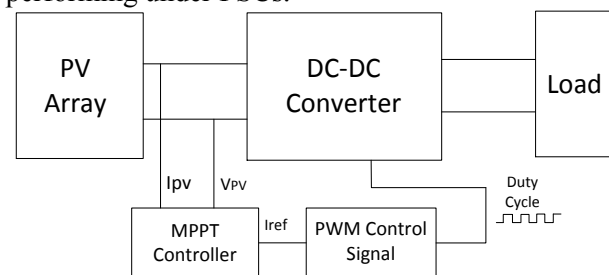 performing under PSCs.
PV
Array
DC-DC
Converter
Load
Ipv
VPV
Duty
Cycle
MPPT
Controller
Iref
PWM Control
Signal